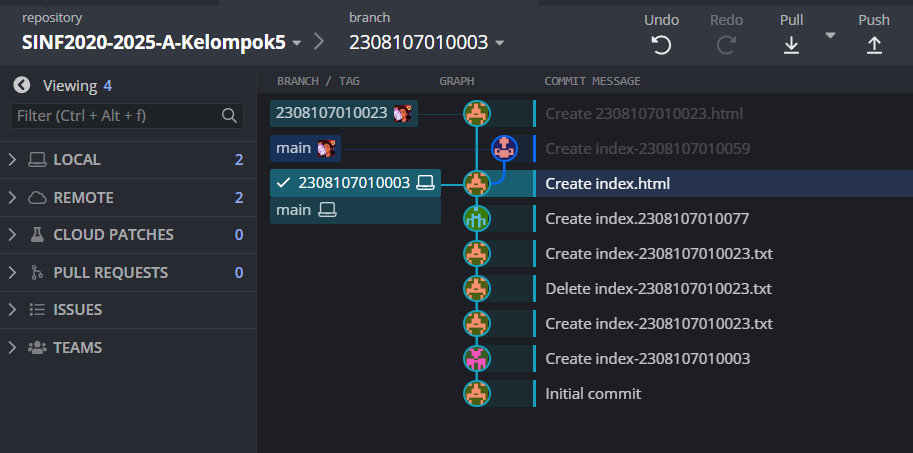 repository
SINF2020-2025-A-Kelompok5
branch
2308107010003
Undo
Redo
Pull
Push
Viewing 4
Filter (Ctrl + Alt + f)
LOCAL 2
REMOTE 2
CLOUD PATCHES 0
PULL REQUESTS 0
ISSUES
TEAMS
BRANCH / TAG GRAPH COMMIT MESSAGE
2308107010023 Create 2308107010023.html
main Create index-2308107010059
2308107010003 Create index.html
main
Create index.2308107010077
Create index-2308107010023.txt
Delete index-2308107010023.txt
Create index-2308107010023.txt
Create index-2308107010003
Initial commit